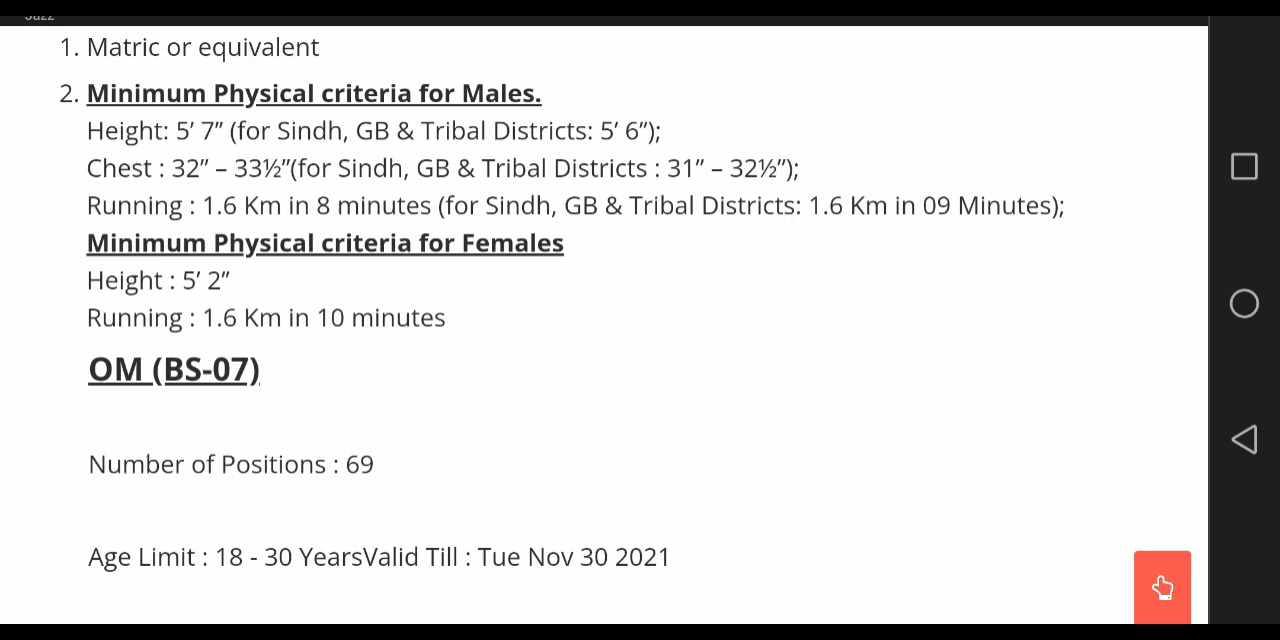 Jazz
1. Matric or equivalent
2. Minimum Physical criteria for Males.
Height: 5’ 7” (for Sindh, GB & Tribal Districts: 5’ 6”);
Chest : 32” – 33½”(for Sindh, GB & Tribal Districts : 31” – 32½”);
Running : 1.6 Km in 8 minutes (for Sindh, GB & Tribal Districts: 1.6 Km in 09 Minutes);
Minimum Physical criteria for Females
Height : 5’ 2”
Running : 1.6 Km in 10 minutes
OM (BS-07)
Number of Positions : 69
Age Limit : 18 - 30 YearsValid Till : Tue Nov 30 2021